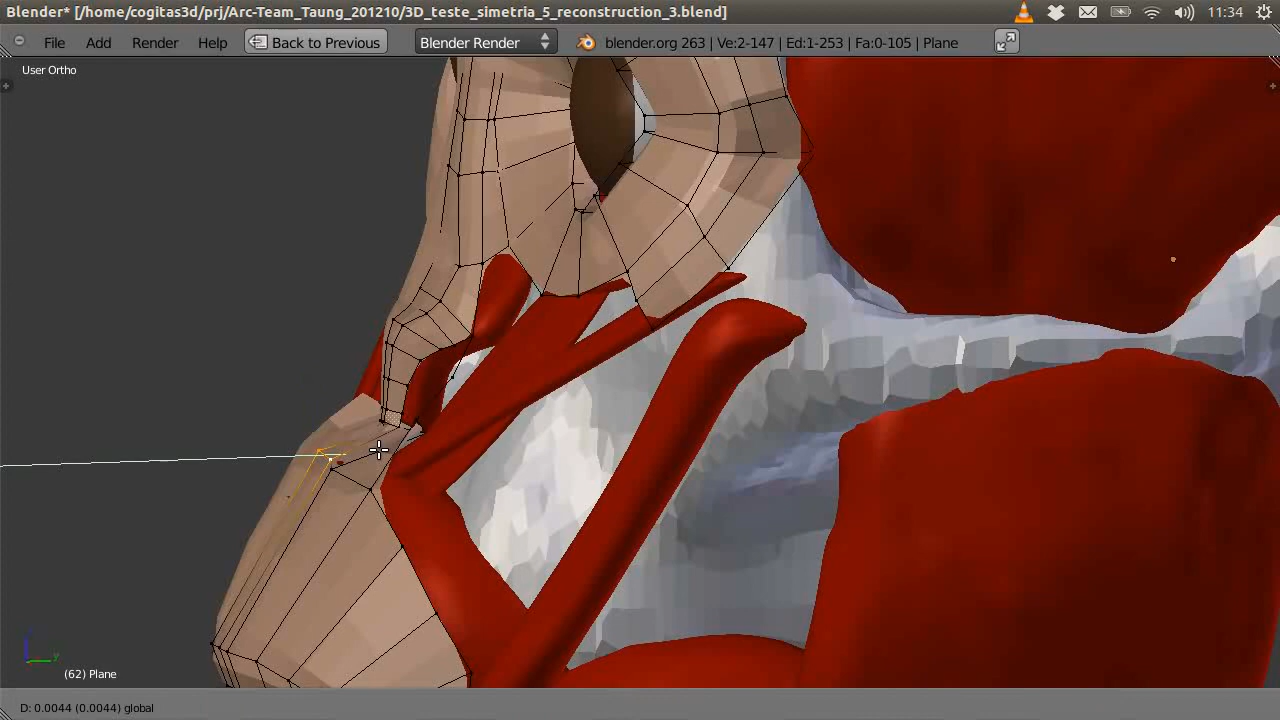 Blender* [/home/cogitas3d/prj/Arc-Team_Taung_201210/3D_teste_simetria_5_reconstruction_3.blend]
11:34
File Add Render Help Back to Previous Blender Render blender.org 263 | Ve:2-147 | Ed:1-253 | Fa:0-105 | Plane
User Ortho
y
(62) Plane
D: 0.0044 (0.0044) global